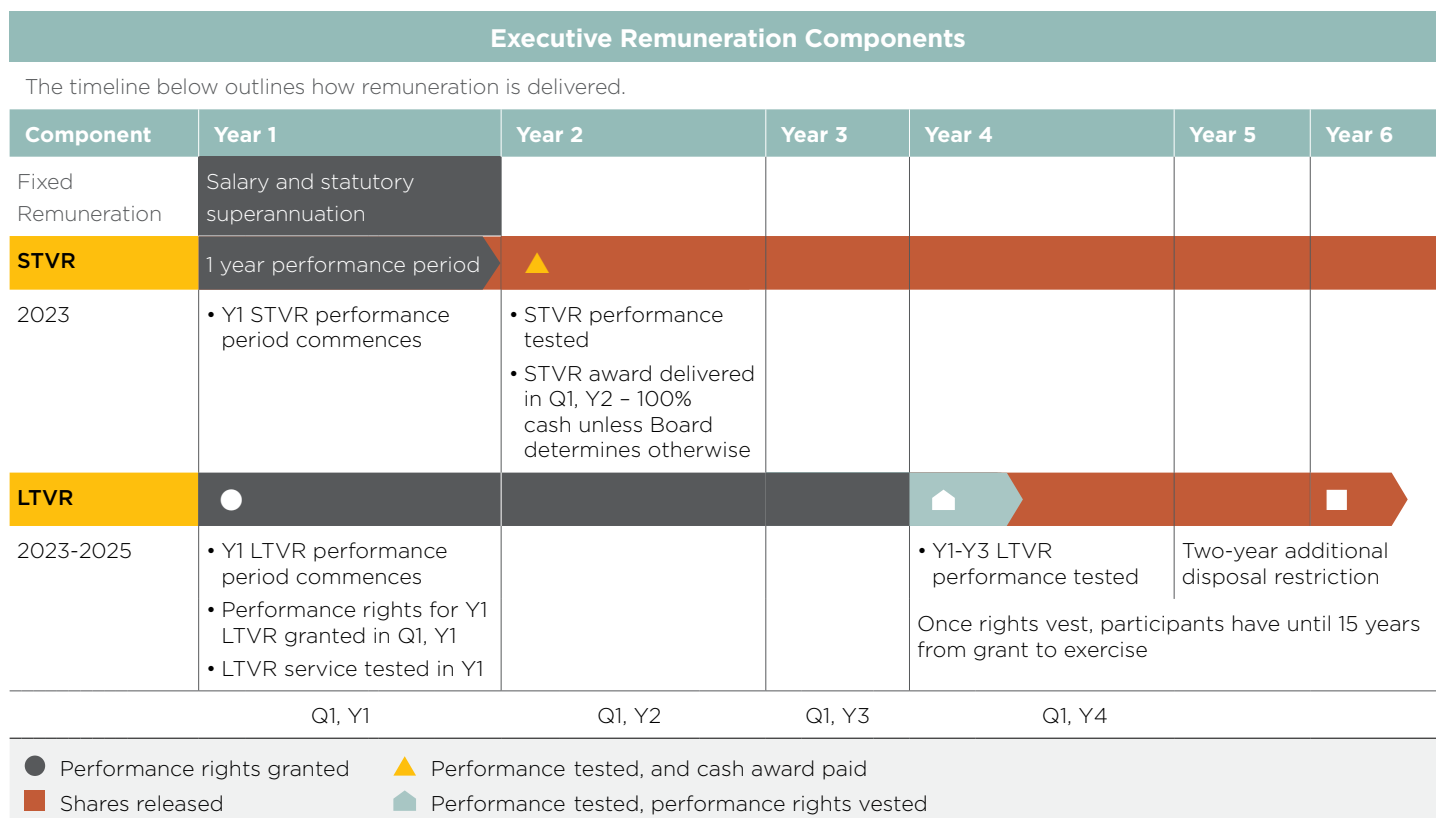 Executive Remuneration Components
The timeline below outlines how remuneration is delivered.
Component Year 1 Year 2 Year 3 Year 4 Year 5 Year 6
Fixed
Remuneration
Salary and statutory
superannuation
STVR
1 year performance period
2023
• Y1 STVR performance
period commences
• STVR performance
tested
• STVR award delivered
in Q1, Y2 – 100%
cash unless Board
determines otherwise
LTVR
2023-2025
• Y1 LTVR performance
period commences
• Performance rights for Y1
LTVR granted in Q1, Y1
• LTVR service tested in Y1
• Y1-Y3 LTVR
performance tested
Two-year additional
disposal restriction
Once rights vest, participants have until 15 years
from grant to exercise
Q1, Y1 Q1, Y2 Q1, Y3 Q1, Y4
Performance rights granted
Performance tested, and cash award paid
Shares released
Performance tested, performance rights vested